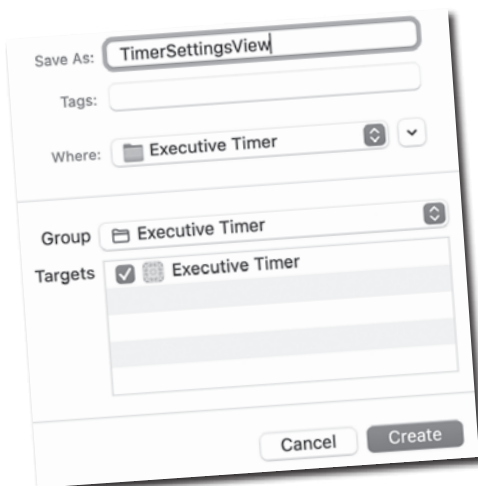 Save As: TimerSettingsView
Tags:
Where: Executive Timer
Group Executive Timer
Targets Executive Timer
Cancel Create